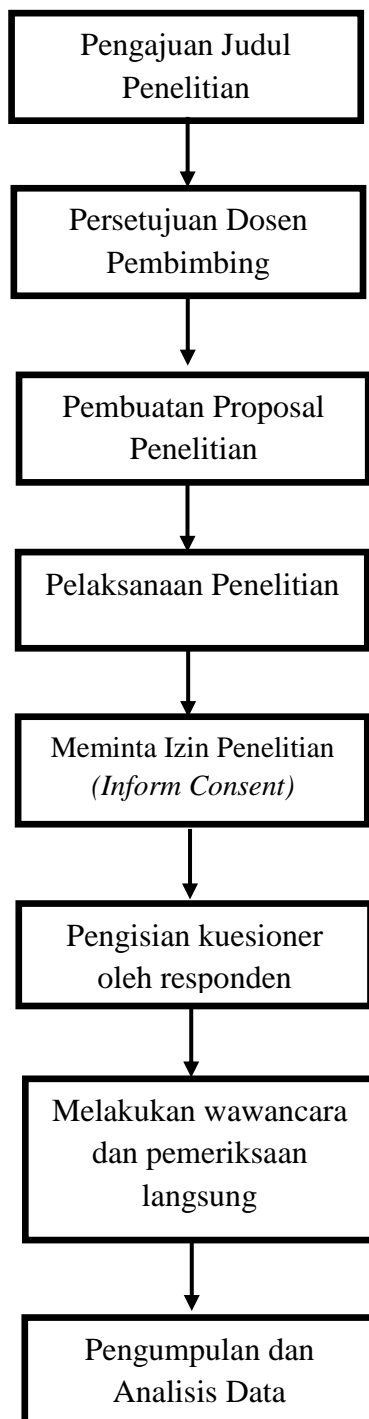 Pengajuan Judul
Penelitian
Persetujuan Dosen
Pembimbing
Pembuatan Proposal
Penelitian
Pelaksanaan Penelitian
Meminta Izin Penelitian
(Inform Consent)
Pengisian kuesioner
oleh responden
Melakukan wawancara
dan pemeriksaan
langsung
Pengumpulan dan
Analisis Data